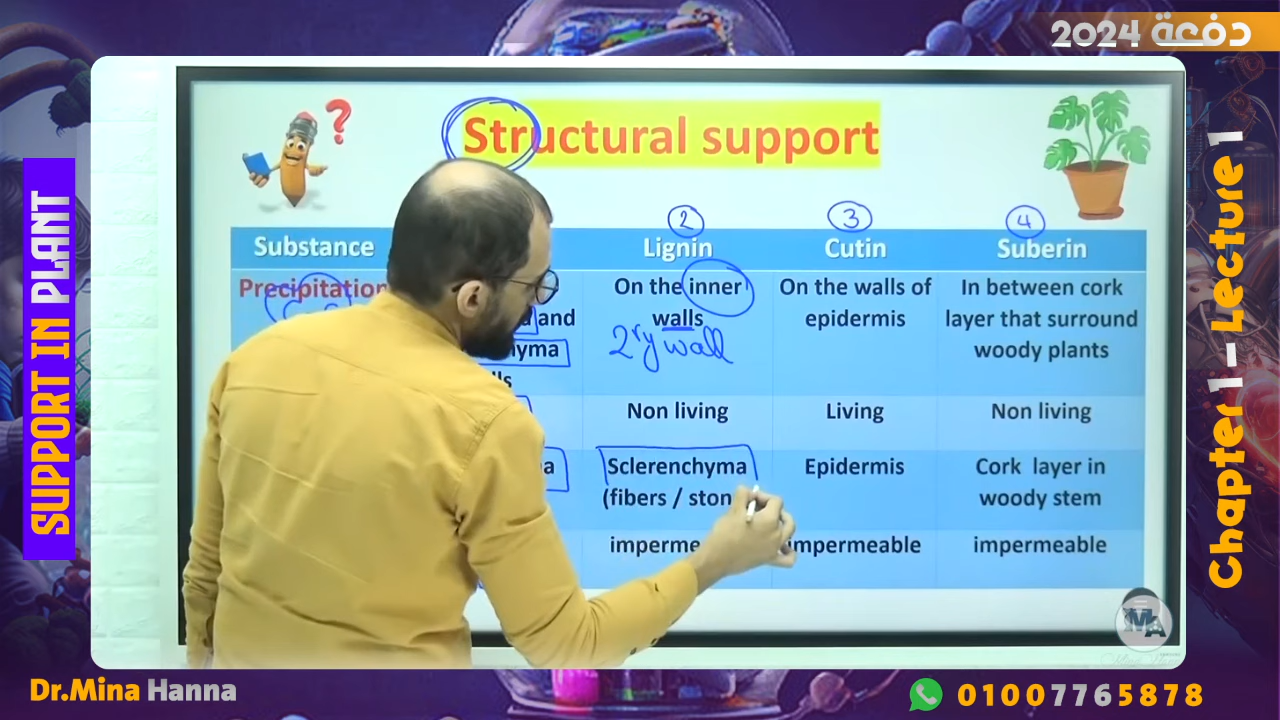 دفعة 2024
SUPPORT IN PLANT
Chapter 1 - Lecture 1
Structural support
2 3 4
Substance Lignin Cutin Suberin
Precipitation On the inner walls On the walls of epidermis In between cork layer that surround woody plants
and
2ry wall
Non living Living Non living
Sclerenchyma (fibers / Epidermis Cork layer in woody stem
impermeable impermeable
MA
Dr.Mina Hanna
01007765878